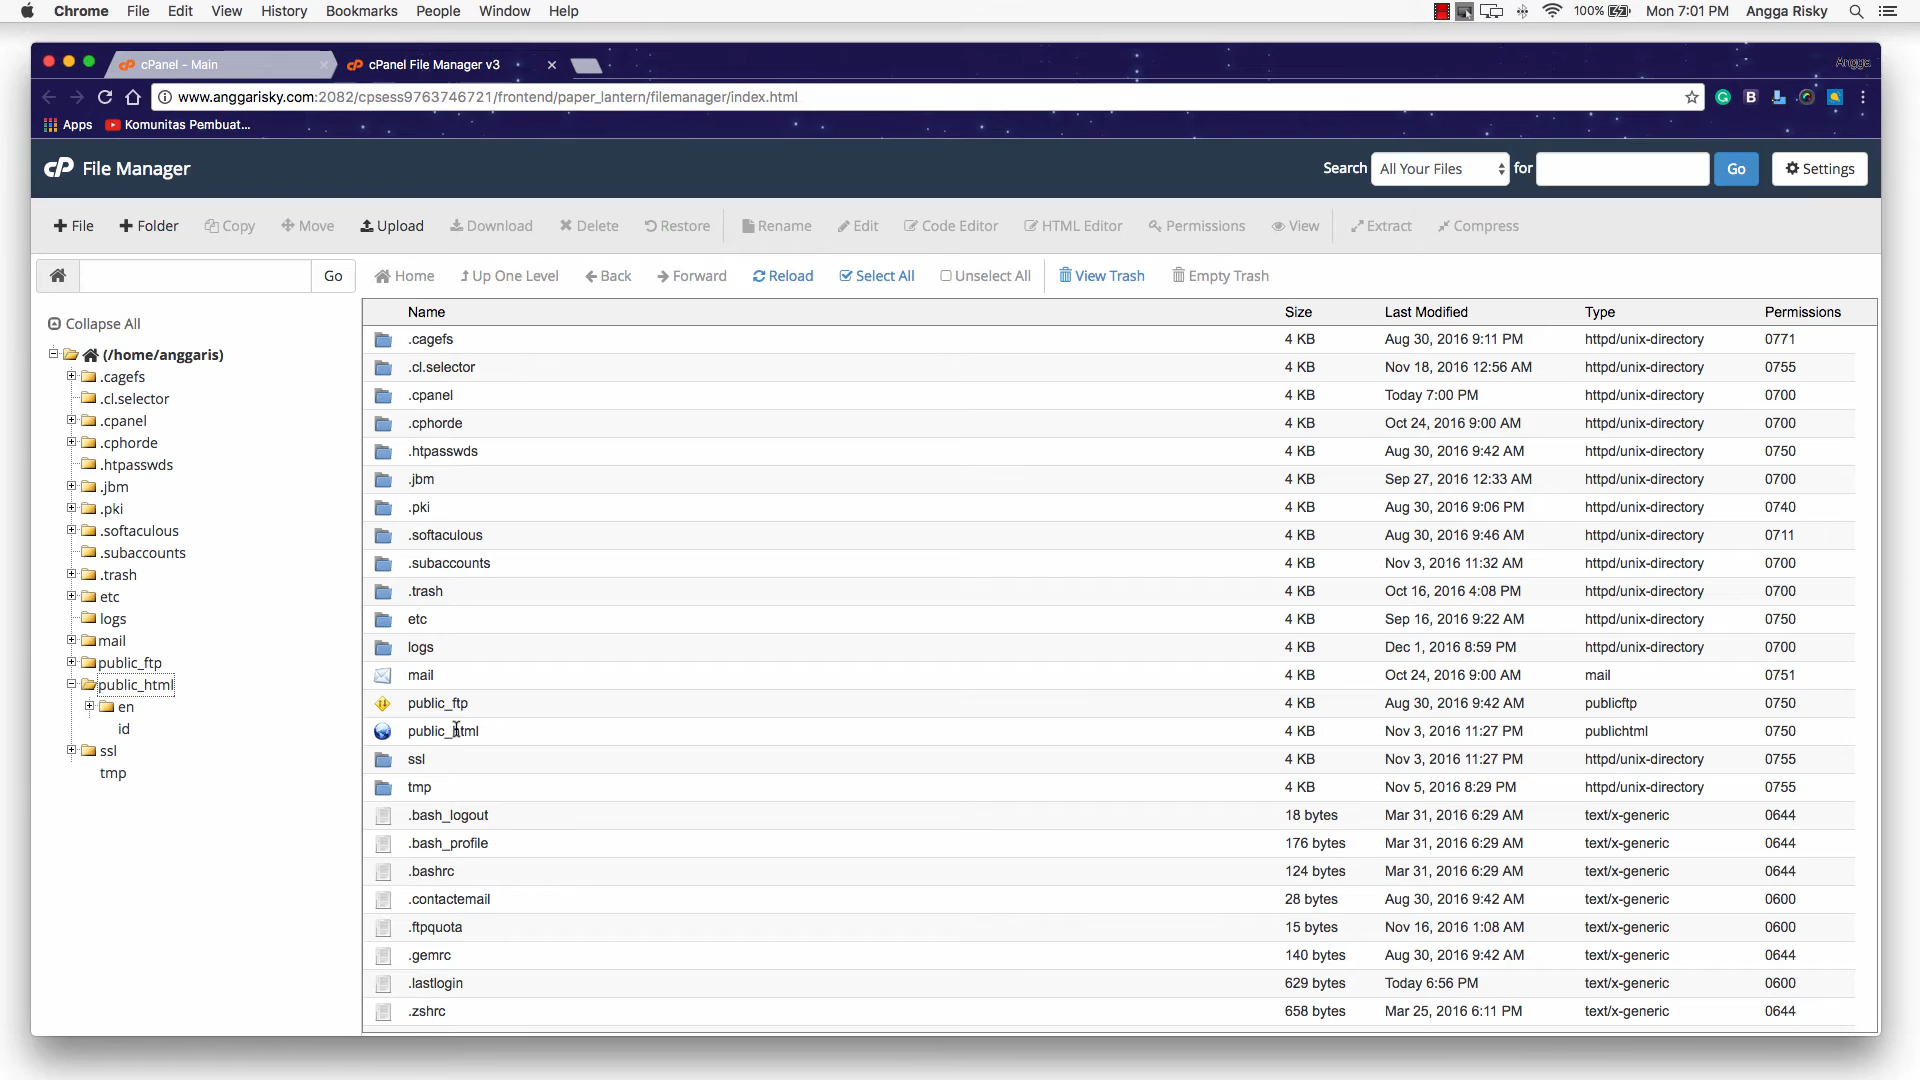 Chrome File Edit View History Bookmarks People Window Help 100% Mon 7:01 PM Angga Risky
cPanel - Main cPanel File Manager v3 Angga
www.anggarisky.com:2082/cpsess9763746721/frontend/paper_lantern/filemanager/index.html
Apps Komunitas Pembuat...
cP File Manager Search All Your Files for Go Settings
File Folder Copy Move Upload Download Delete Restore Rename Edit Code Editor HTML Editor Permissions View Extract Compress
Go Home Up One Level Back Forward Reload Select All Unselect All View Trash Empty Trash
Collapse All
(/home/anggaris)
.cagefs
.cl.selector
.cpanel
.cphorde
.htpasswds
.jbm
.pki
.softaculous
.subaccounts
.trash
etc
logs
mail
public_ftp
public_html
en
id
ssl
tmp
Name Size Last Modified Type Permissions
.cagefs 4 KB Aug 30, 2016 9:11 PM httpd/unix-directory 0771
.cl.selector 4 KB Nov 18, 2016 12:56 AM httpd/unix-directory 0755
.cpanel 4 KB Today 7:00 PM httpd/unix-directory 0700
.cphorde 4 KB Oct 24, 2016 9:00 AM httpd/unix-directory 0700
.htpasswds 4 KB Aug 30, 2016 9:42 AM httpd/unix-directory 0750
.jbm 4 KB Sep 27, 2016 12:33 AM httpd/unix-directory 0700
.pki 4 KB Aug 30, 2016 9:06 PM httpd/unix-directory 0740
.softaculous 4 KB Aug 30, 2016 9:46 AM httpd/unix-directory 0711
.subaccounts 4 KB Nov 3, 2016 11:32 AM httpd/unix-directory 0700
.trash 4 KB Oct 16, 2016 4:08 PM httpd/unix-directory 0700
etc 4 KB Sep 16, 2016 9:22 AM httpd/unix-directory 0750
logs 4 KB Dec 1, 2016 8:59 PM httpd/unix-directory 0700
mail 4 KB Oct 24, 2016 9:00 AM mail 0751
public_ftp 4 KB Aug 30, 2016 9:42 AM publicftp 0750
public_html 4 KB Nov 3, 2016 11:27 PM publichtml 0750
ssl 4 KB Nov 3, 2016 11:27 PM httpd/unix-directory 0755
tmp 4 KB Nov 5, 2016 8:29 PM httpd/unix-directory 0755
.bash_logout 18 bytes Mar 31, 2016 6:29 AM text/x-generic 0644
.bash_profile 176 bytes Mar 31, 2016 6:29 AM text/x-generic 0644
.bashrc 124 bytes Mar 31, 2016 6:29 AM text/x-generic 0644
.contactemail 28 bytes Aug 30, 2016 9:42 AM text/x-generic 0600
.ftpquota 15 bytes Nov 16, 2016 1:08 AM text/x-generic 0600
.gemrc 140 bytes Aug 30, 2016 9:42 AM text/x-generic 0644
.lastlogin 629 bytes Today 6:56 PM text/x-generic 0600
.zshrc 658 bytes Mar 25, 2016 6:11 PM text/x-generic 0644